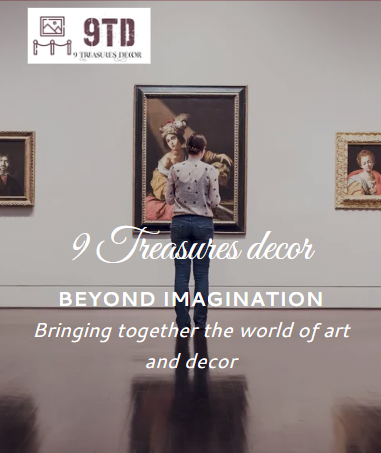 9TD
9 TREASURES DECOR
9 Treasures decor
BEYOND IMAGINATION
Bringing together the world of art
and decor